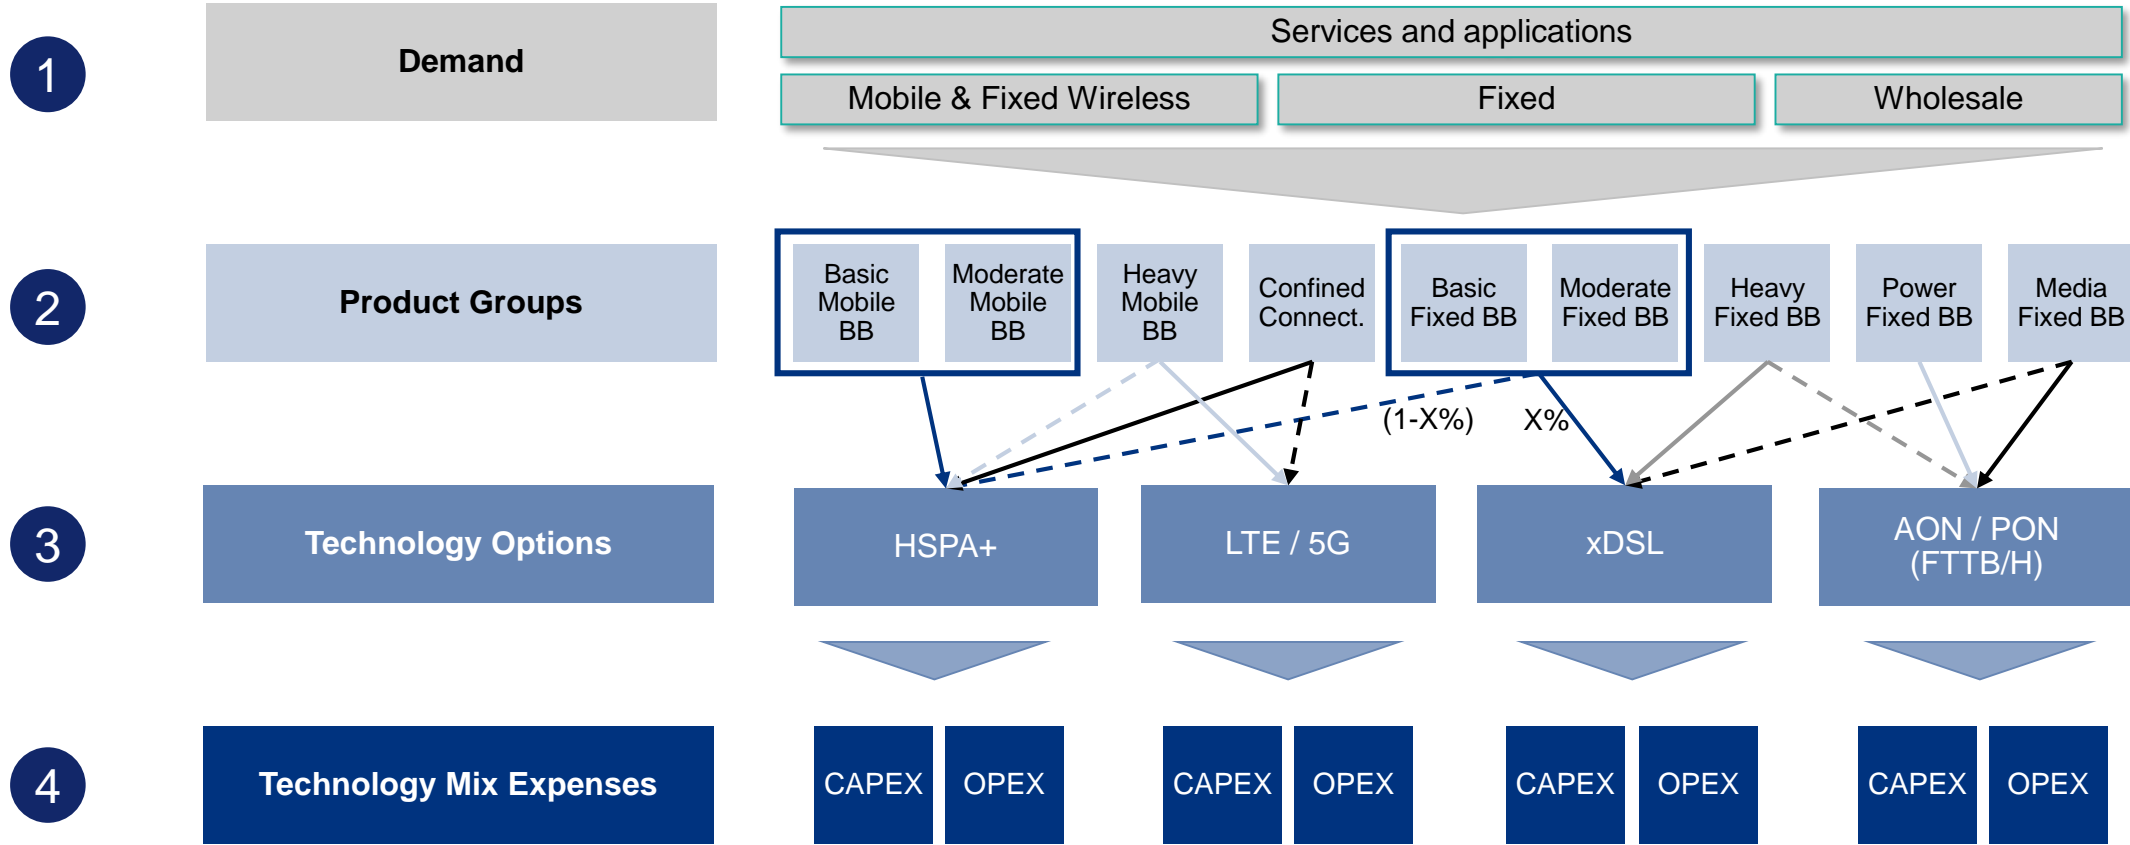 1
Demand
Services and applications
Mobile & Fixed Wireless
Fixed
Wholesale
2
Product Groups
Basic
Mobile
BB
Moderate
Mobile
BB
Heavy
Mobile
BB
Confined
Connect.
Basic
Fixed BB
Moderate
Fixed BB
Heavy
Fixed BB
Power
Fixed BB
Media
Fixed BB
(1-X%)
X%
3
Technology Options
HSPA+
LTE / 5G
xDSL
AON / PON
(FTTB/H)
4
Technology Mix Expenses
CAPEX
OPEX
CAPEX
OPEX
CAPEX
OPEX
CAPEX
OPEX